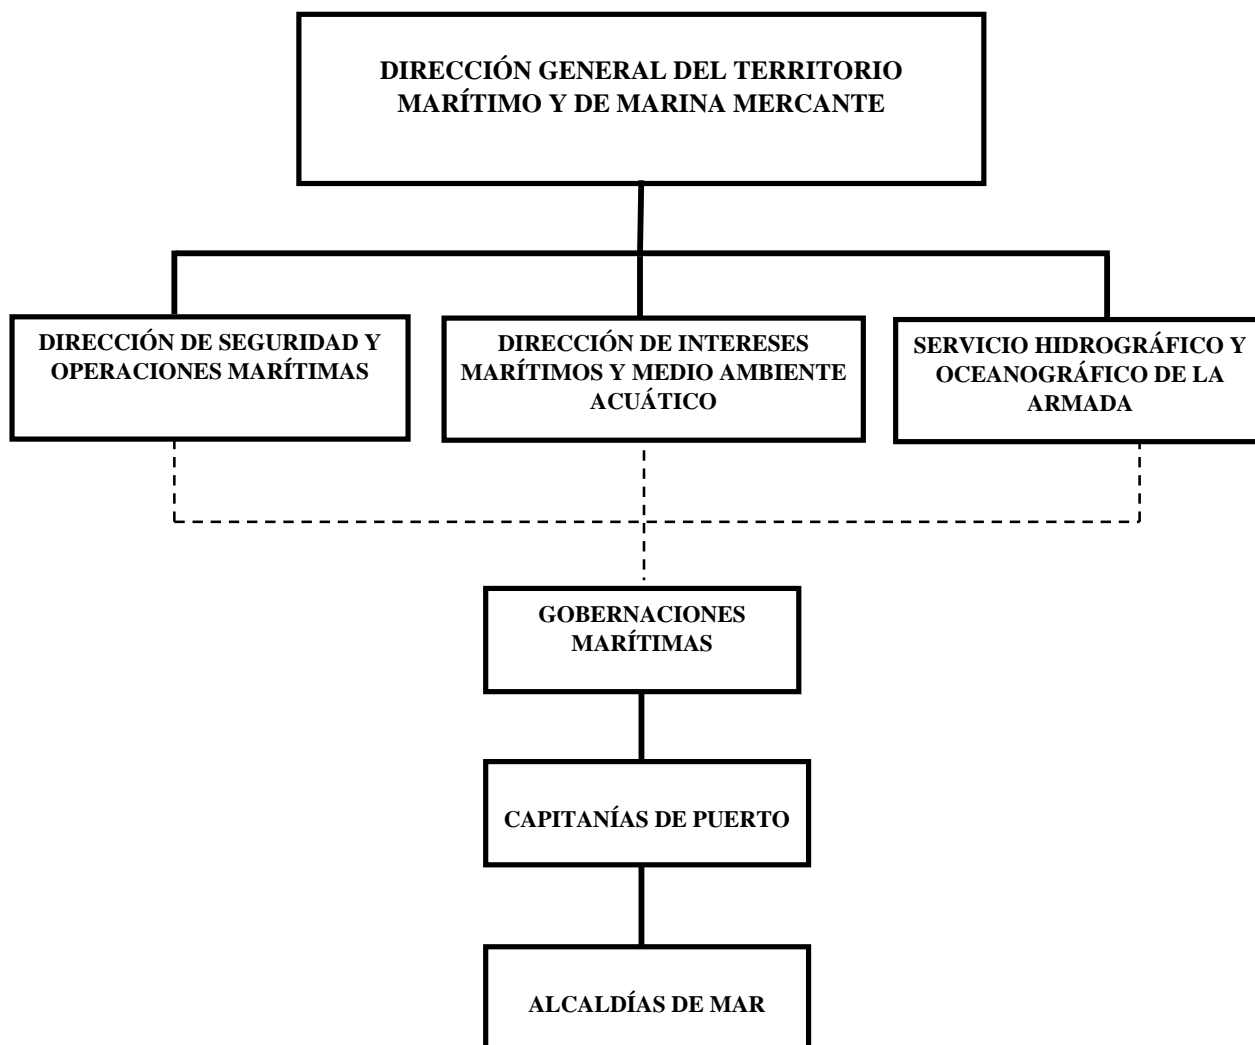 DIRECCIÓN GENERAL DEL TERRITORIO
MARÍTIMO Y DE MARINA MERCANTE
DIRECCIÓN DE SEGURIDAD Y
OPERACIONES MARÍTIMAS
DIRECCIÓN DE INTERESES
MARÍTIMOS Y MEDIO AMBIENTE
ACUÁTICO
SERVICIO HIDROGRÁFICO Y
OCEANOGRÁFICO DE LA
ARMADA
GOBERNACIONES
MARÍTIMAS
CAPITANÍAS DE PUERTO
ALCALDÍAS DE MAR